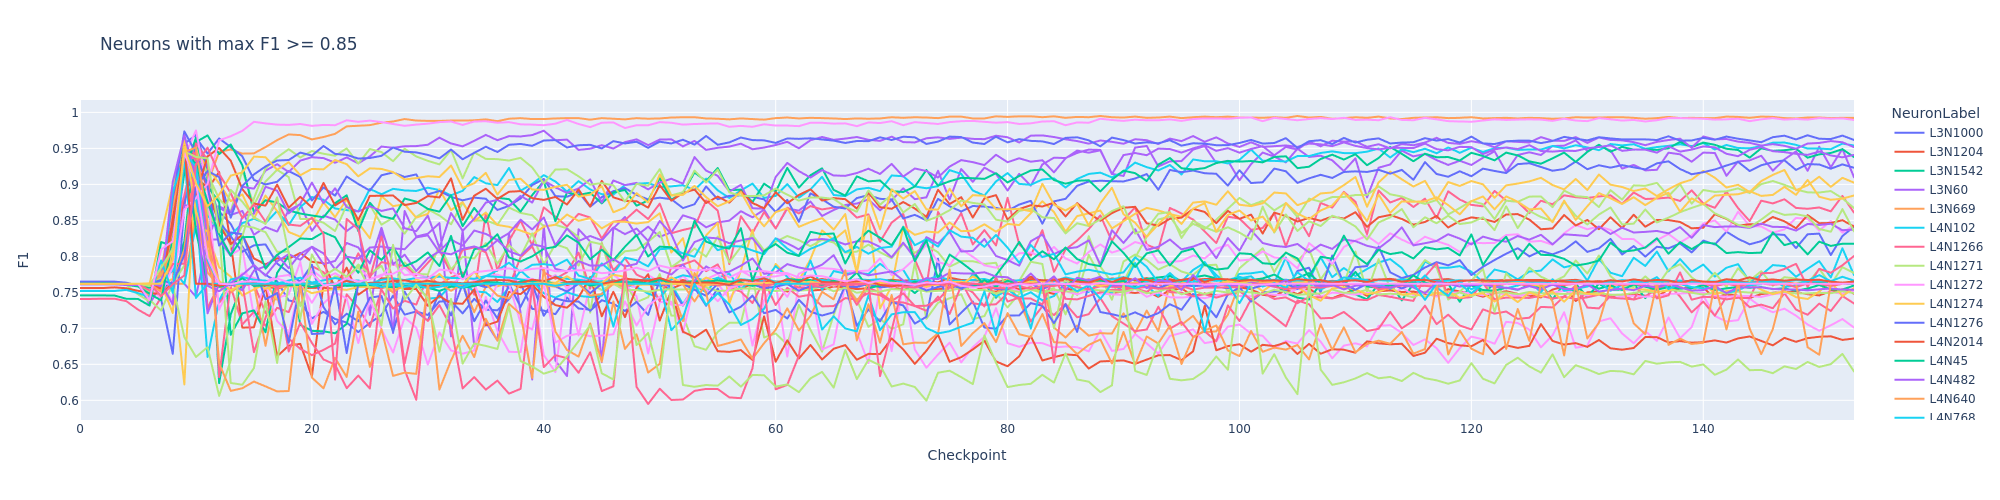 Neurons with max F1 >= 0.85
F1
1
0.95
0.9
0.85
0.8
0.75
0.7
0.65
0.6
0
20
40
60
80
100
120
140
Checkpoint
NeuronLabel
L3N1000
L3N1204
L3N1542
L3N60
L3N669
L4N102
L4N1266
L4N1271
L4N1272
L4N1274
L4N1276
L4N2014
L4N45
L4N482
L4N640
L4N768